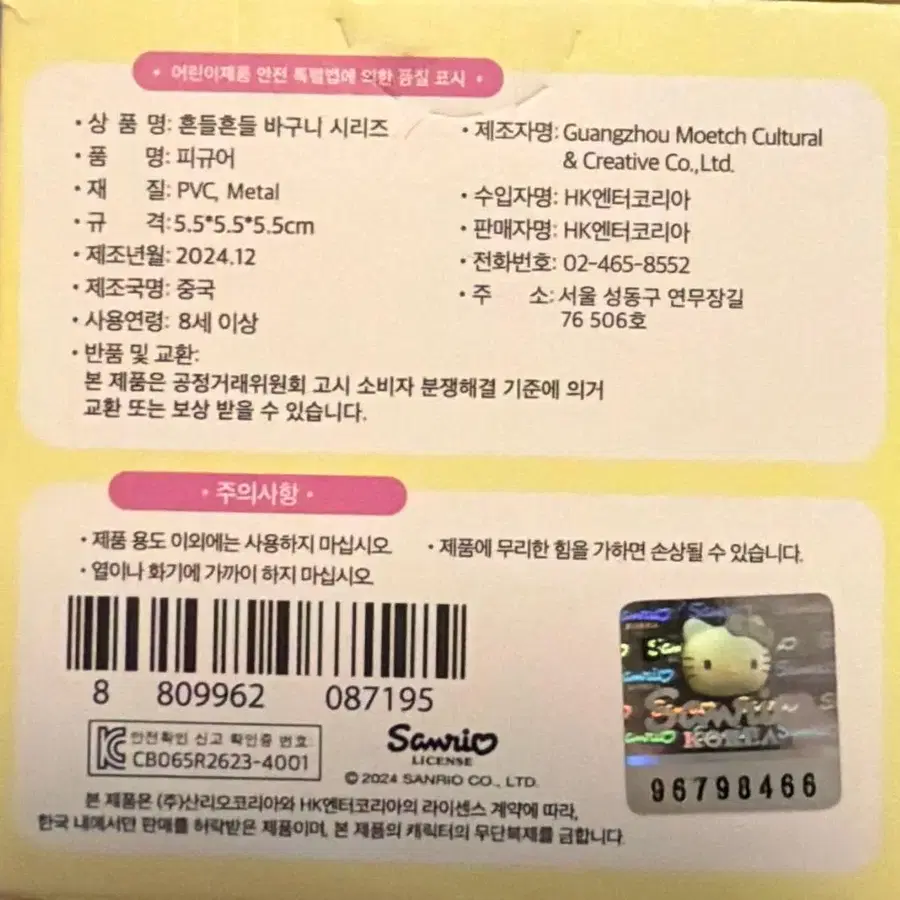 • 어린이제품 안전 특별법에 의한 품질 표시 •
• 상 품 명: 흔들흔들 바구니 시리즈
• 품 명: 피규어
• 재 질: PVC, Metal
• 규 격: 5.5*5.5*5.5cm
• 제조년월: 2024.12
• 제조국명: 중국
• 사용연령: 8세 이상
• 반품 및 교환:
본 제품은 공정거래위원회 고시 소비자 분쟁해결 기준에 의거
교환 또는 보상 받을 수 있습니다.
• 제조자명: Guangzhou Moetch Cultural
& Creative Co.,Ltd.
• 수입자명: HK엔터코리아
• 판매자명: HK엔터코리아
• 전화번호: 02-465-8552
• 주 소: 서울 성동구 연무장길
76 506호
• 주의사항 •
• 제품 용도 이외에는 사용하지 마십시오.
• 열이나 화기에 가까이 하지 마십시오.
• 제품에 무리한 힘을 가하면 손상될 수 있습니다.
8 809962 087195
안전확인 신고 확인증 번호
CB065R2623-4001
Sanrio
LICENSE
© 2024 SANRIO CO., LTD.
본 제품은 (주)산리오코리아와 HK엔터코리아의 라이센스 계약에 따라,
한국 내에서만 판매를 허락받은 제품이며, 본 제품의 캐릭터의 무단복제를 금합니다.
Sanrio
KOREA
96798466